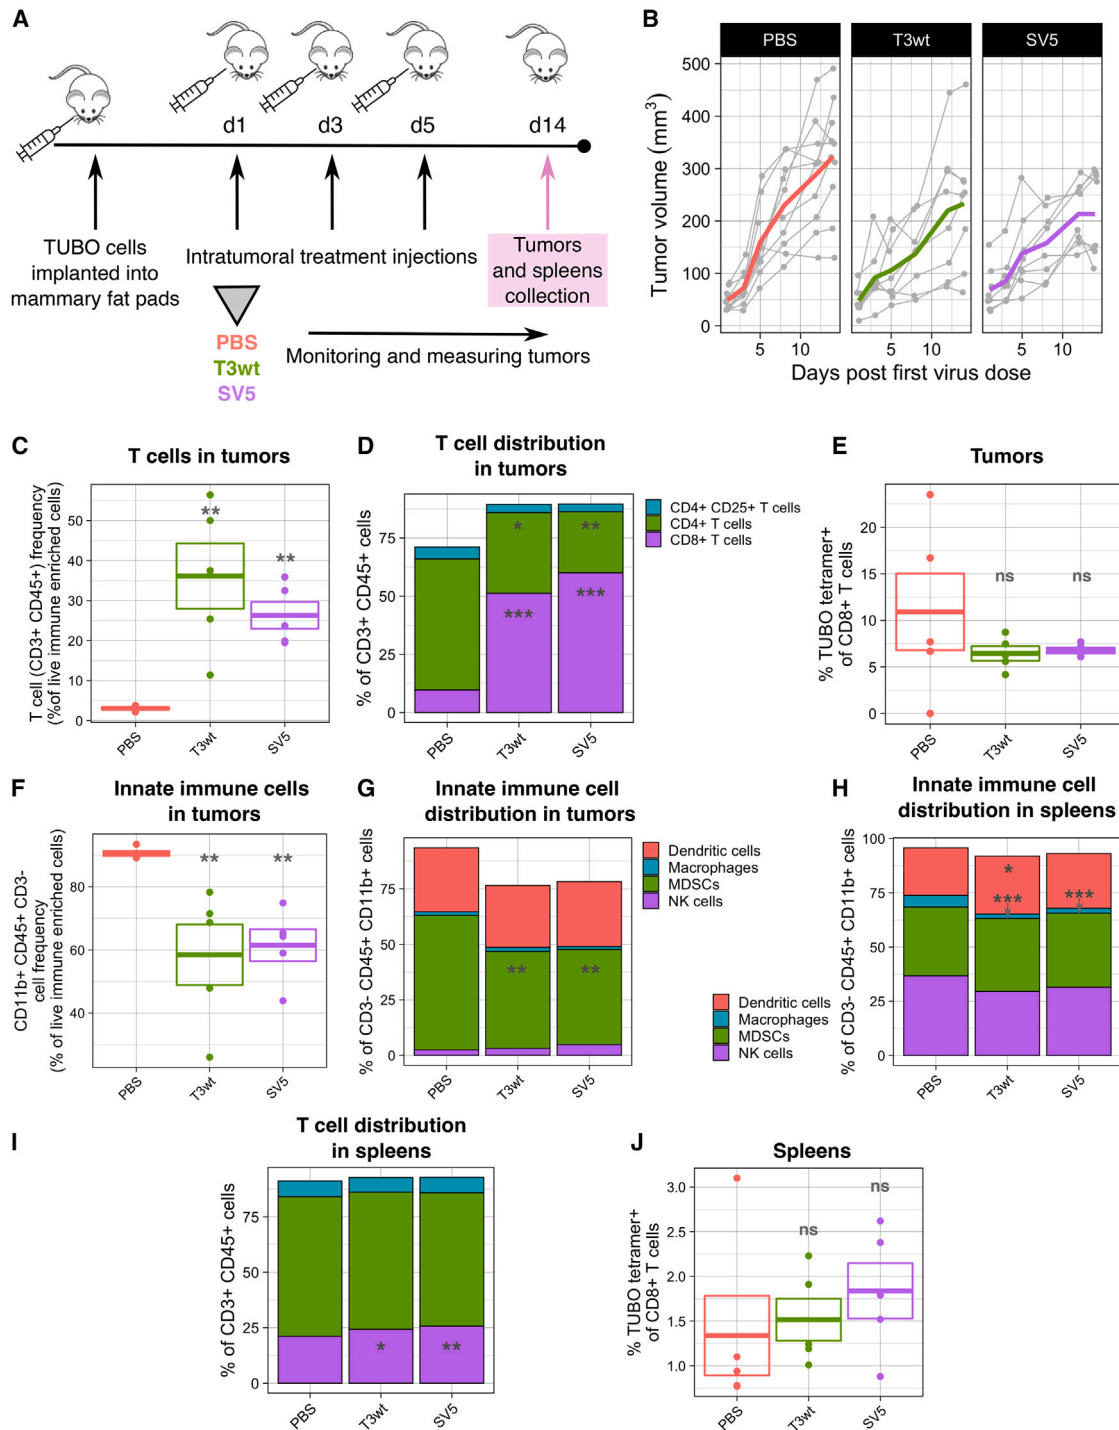 A
d1
d3
d5
d14
TUBO cells
implanted into
mammary fat pads
Intratumoral treatment injections
Tumors
and spleens
collection
PBS
T3wt
SV5
Monitoring and measuring tumors
B
PBS
T3wt
SV5
Tumor volume (mm³)
500
400
300
200
100
0
5
10
5
10
5
10
Days post first virus dose
C
T cells in tumors
T cell (CD3+ CD45+) frequency
(%of live immune enriched cells)
50
40
30
20
10
0
**
**
PBS
T3wt
SV5
D
T cell distribution
in tumors
% of CD3+ CD45+ cells
75
50
25
0
*
**
***
***
PBS
T3wt
SV5
CD4+ CD25+ T cells
CD4+ T cells
CD8+ T cells
E
Tumors
% TUBO tetramer+
of CD8+ T cells
20
15
10
5
0
ns
ns
PBS
T3wt
SV5
F
Innate immune cells
in tumors
CD11b+ CD45+ CD3-
cell frequency
(% of live immune enriched cells)
80
60
40
**
**
PBS
T3wt
SV5
G
Innate immune cell
distribution in tumors
% of CD3- CD45+ CD11b+ cells
75
50
25
0
**
**
PBS
T3wt
SV5
Dendritic cells
Macrophages
MDSCs
NK cells
H
Innate immune cell
distribution in spleens
% of CD3- CD45+ CD11b+ cells
100
75
50
25
0
*
***
***
PBS
T3wt
SV5
Dendritic cells
Macrophages
MDSCs
NK cells
I
T cell distribution
in spleens
% of CD3+ CD45+ cells
75
50
25
0
*
**
PBS
T3wt
SV5
J
Spleens
% TUBO tetramer+
of CD8+ T cells
3.0
2.5
2.0
1.5
1.0
ns
ns
PBS
T3wt
SV5